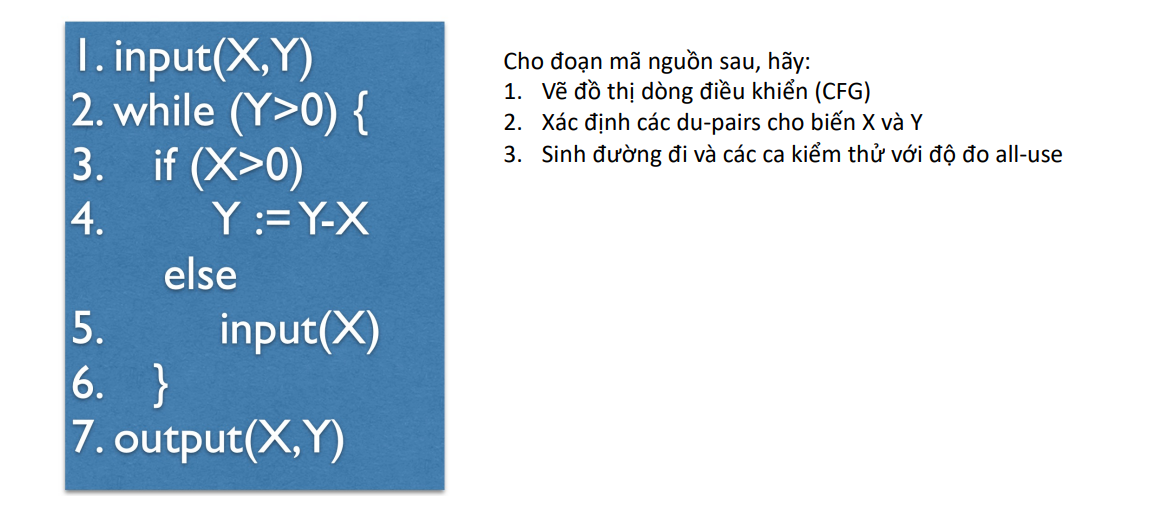 1. input(X,Y)
2. while (Y>0) {
3. if (X>0)
4. Y := Y-X
else
5. input(X)
6. }
7. output(X,Y)
Cho đoạn mã nguồn sau, hãy:
1. Vẽ đồ thị dòng điều khiển (CFG)
2. Xác định các du-pairs cho biến X và Y
3. Sinh đường đi và các ca kiểm thử với độ đo all-use